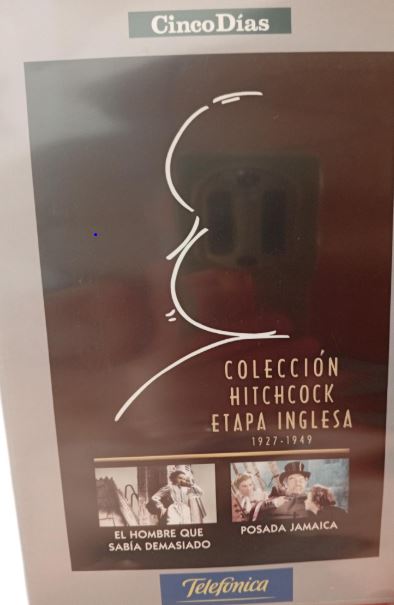 CincoDías
COLECCIÓN
HITCHCOCK
ETAPA INGLESA
1927-1949
EL HOMBRE QUE
SABÍA DEMASIADO
POSADA JAMAICA
Telefónica